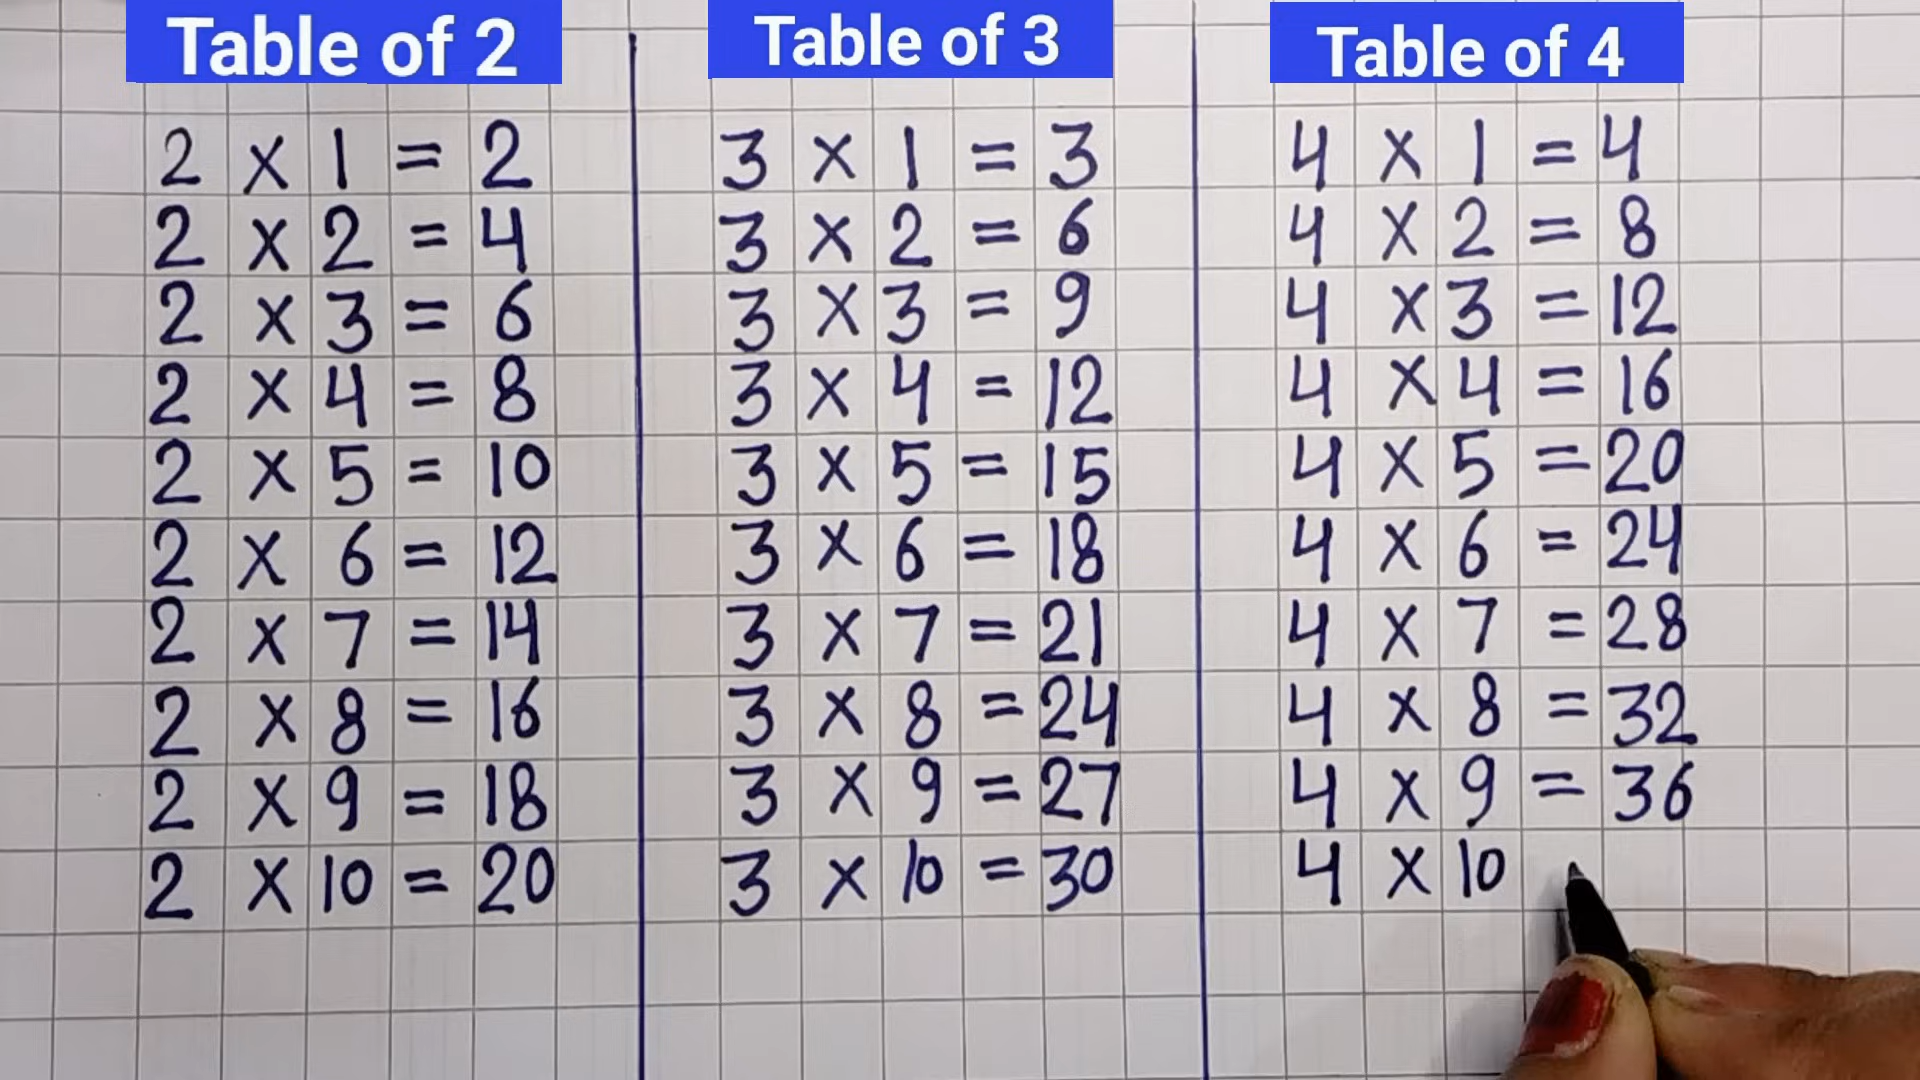 Table of 2
2 × 1 = 2
2 × 2 = 4
2 × 3 = 6
2 × 4 = 8
2 × 5 = 10
2 × 6 = 12
2 × 7 = 14
2 × 8 = 16
2 × 9 = 18
2 × 10 = 20
Table of 3
3 × 1 = 3
3 × 2 = 6
3 × 3 = 9
3 × 4 = 12
3 × 5 = 15
3 × 6 = 18
3 × 7 = 21
3 × 8 = 24
3 × 9 = 27
3 × 10 = 30
Table of 4
4 × 1 = 4
4 × 2 = 8
4 × 3 = 12
4 × 4 = 16
4 × 5 = 20
4 × 6 = 24
4 × 7 = 28
4 × 8 = 32
4 × 9 = 36
4 × 10